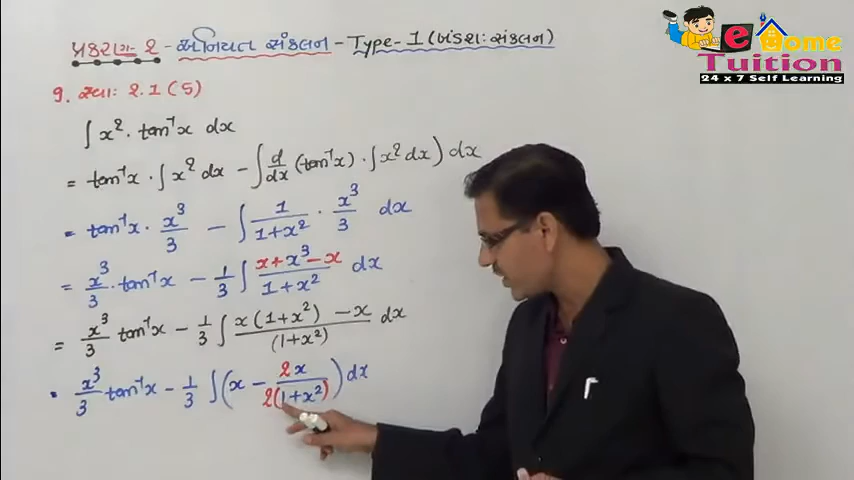 પ્રકરણ- 2 - અનિયત સંકલન - Type-1 (ખંડશ: સંકલન)
e Home
Tuition
24 x 7 Self Learning
9. સ્વા: 2.1 (5)
∫ x² · tan⁻¹x dx
= tan⁻¹x · ∫ x² dx - ∫ d/dx (tan⁻¹x) · ∫ x² dx) dx
= tan⁻¹x · x³/3 - ∫ 1/(1+x²) · x³/3 dx
= x³/3 · tan⁻¹x - 1/3 ∫ (x+x³-x)/(1+x²) dx
= x³/3 tan⁻¹x - 1/3 ∫ (x(1+x²) - x)/(1+x²) dx
= x³/3 tan⁻¹x - 1/3 ∫ (x - 2x/2(1+x²)) dx